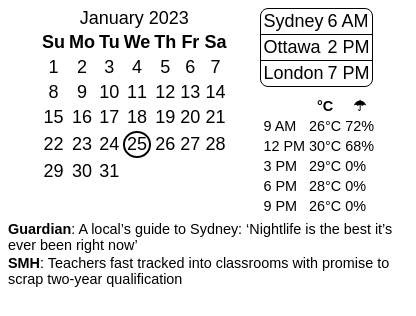 January 2023
Su Mo Tu We Th Fr Sa
1 2 3 4 5 6 7
8 9 10 11 12 13 14
15 16 17 18 19 20 21
22 23 24 25 26 27 28
29 30 31
Sydney 6 AM
Ottawa 2 PM
London 7 PM
°C ☂
9 AM 26°C 72%
12 PM 30°C 68%
3 PM 29°C 0%
6 PM 28°C 0%
9 PM 26°C 0%
Guardian: A local’s guide to Sydney: ‘Nightlife is the best it’s
ever been right now’
SMH: Teachers fast tracked into classrooms with promise to
scrap two-year qualification